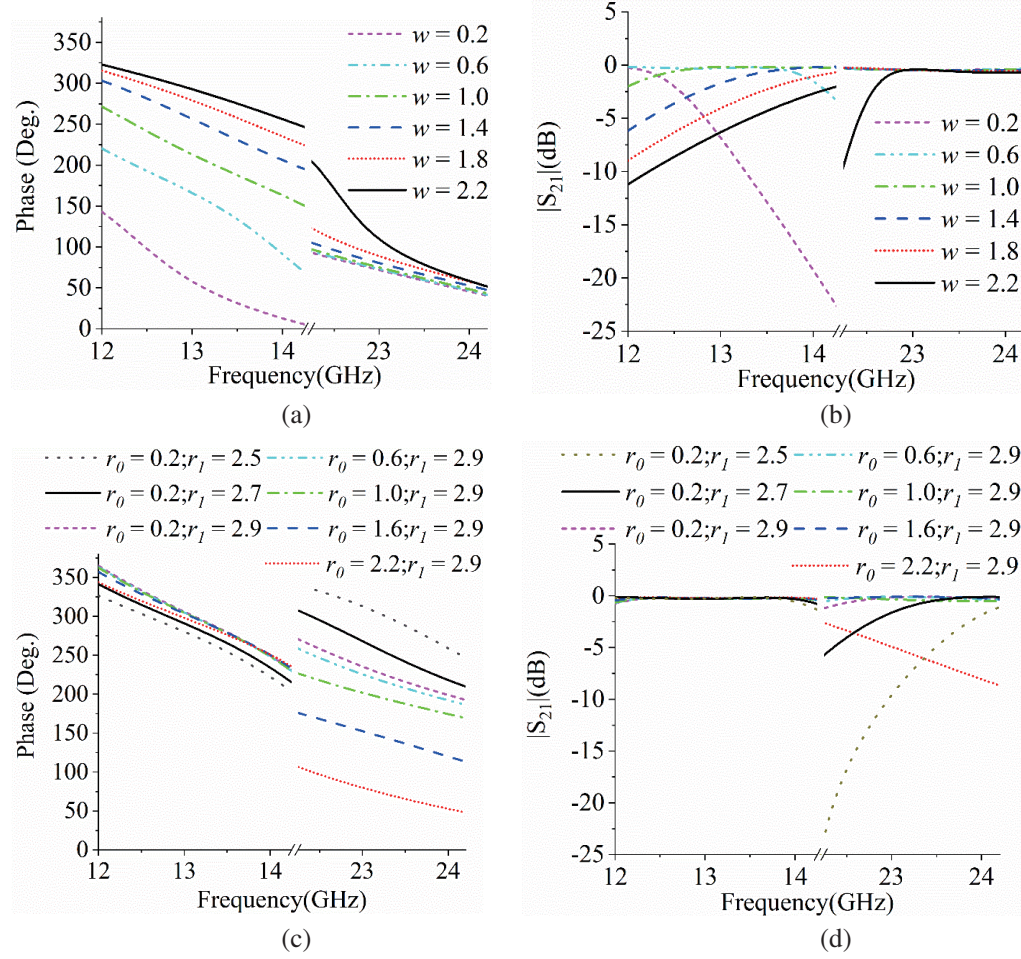 350
300
250
200
150
100
50
0
Phase (Deg.)
w = 0.2
w = 0.6
w = 1.0
w = 1.4
w = 1.8
w = 2.2
12 13 14 23 24
Frequency(GHz)
(a)
5
0
-5
-10
-15
-20
-25
|S21|(dB)
w = 0.2
w = 0.6
w = 1.0
w = 1.4
w = 1.8
w = 2.2
12 13 14 23 24
Frequency(GHz)
(b)
r0 = 0.2;r1 = 2.5 r0 = 0.6;r1 = 2.9
r0 = 0.2;r1 = 2.7 r0 = 1.0;r1 = 2.9
r0 = 0.2;r1 = 2.9 r0 = 1.6;r1 = 2.9
r0 = 2.2;r1 = 2.9
350
300
250
200
150
100
50
0
Phase (Deg.)
12 13 14 23 24
Frequency(GHz)
(c)
r0 = 0.2;r1 = 2.5 r0 = 0.6;r1 = 2.9
r0 = 0.2;r1 = 2.7 r0 = 1.0;r1 = 2.9
r0 = 0.2;r1 = 2.9 r0 = 1.6;r1 = 2.9
r0 = 2.2;r1 = 2.9
5
0
-5
-10
-15
-20
-25
|S21|(dB)
12 13 14 23 24
Frequency(GHz)
(d)